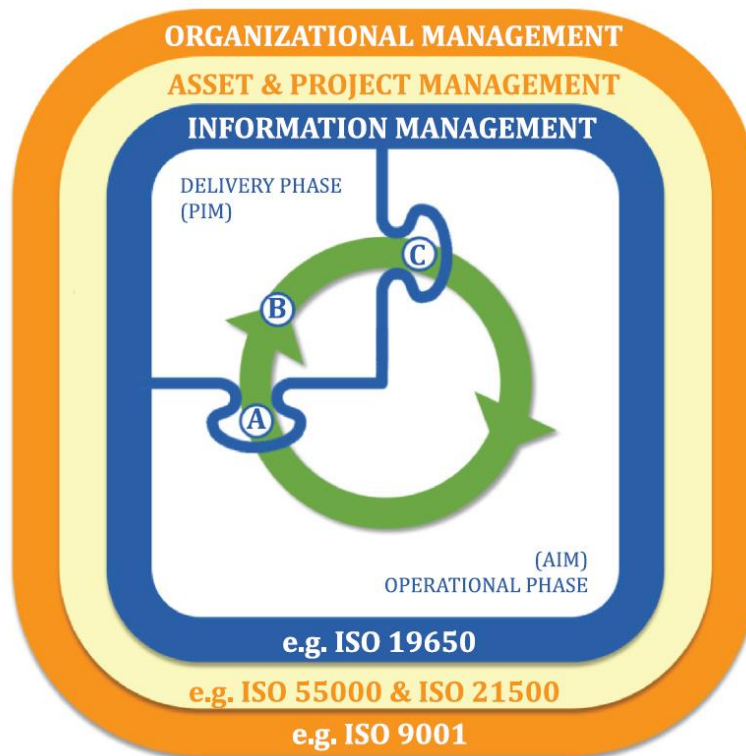 ORGANIZATIONAL MANAGEMENT
ASSET & PROJECT MANAGEMENT
INFORMATION MANAGEMENT
DELIVERY PHASE
(PIM)
C
B
A
(AIM)
OPERATIONAL PHASE
e.g. ISO 19650
e.g. ISO 55000 & ISO 21500
e.g. ISO 9001